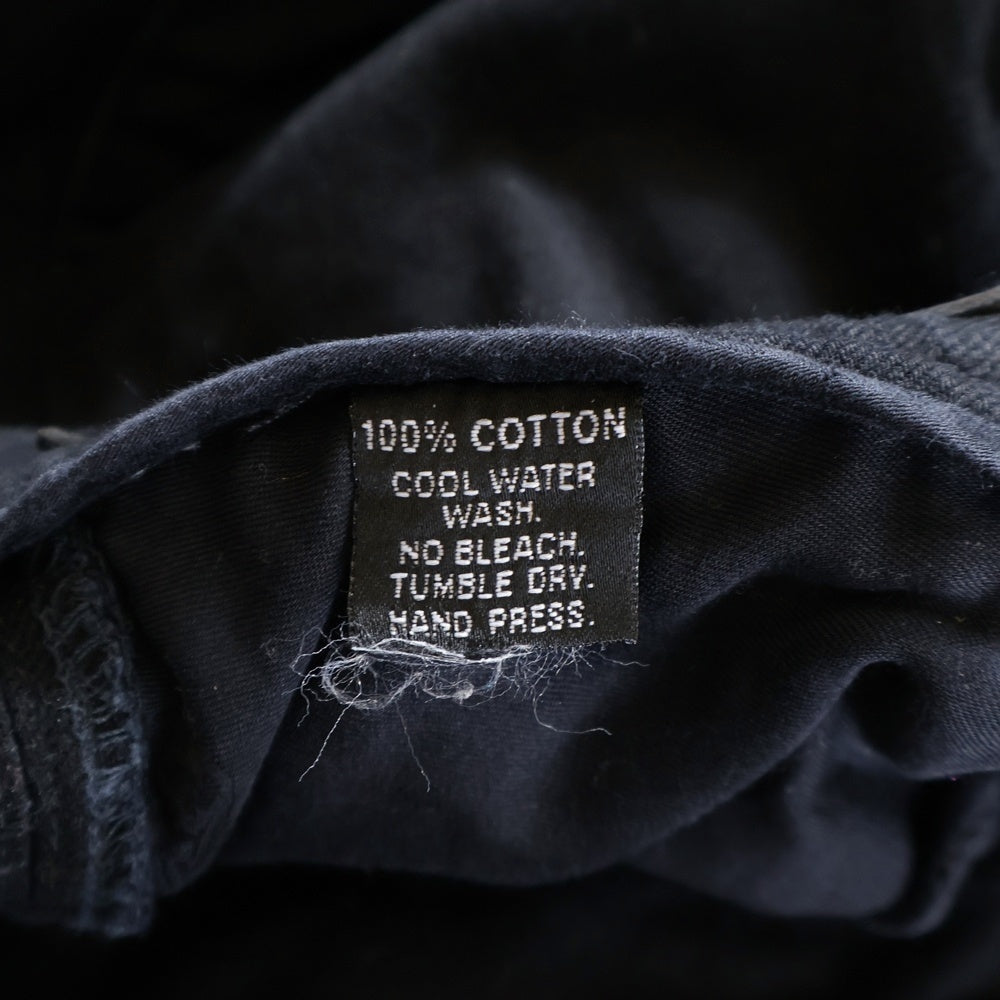 100% COTTON
COOL WATER
WASH.
NO BLEACH.
TUMBLE DRY.
HAND PRESS.